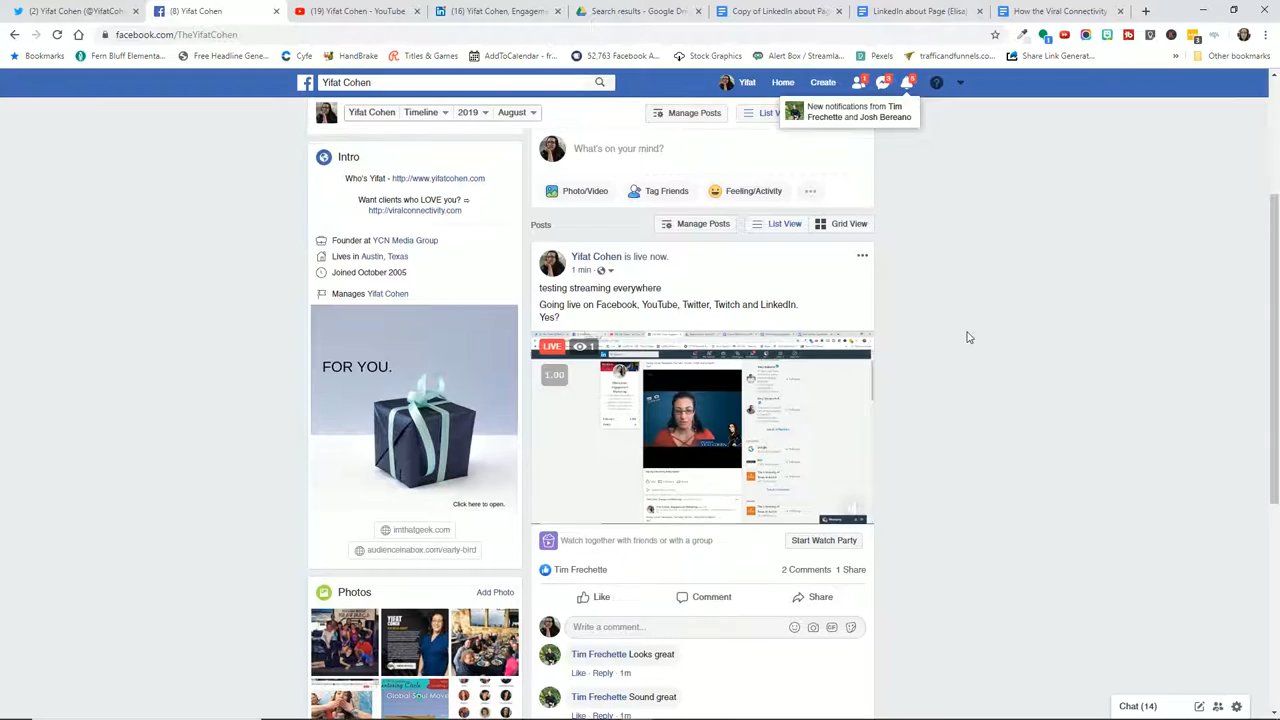 (2) Yifat Cohen (@YifatCoh
(8) Yifat Cohen
(19) Yifat Cohen - YouTube
(16) Yifat Cohen, Engagem
Search results - Google Dr
Copy of LinkedIn about Pag
LinkedIn about Page (Elisa)
How the Viral Connectivity
facebook.com/TheYifatCohen
Bookmarks
Fern Bluff Elementa...
Free Headline Gene...
Cyfe
HandBrake
Titles & Games
AddToCalendar - fr...
52,763 Facebook A...
Stock Graphics
Alert Box / Streamla...
Pexels
trafficandfunnels.co...
Share Link Generat...
Other bookmarks
Yifat Cohen
Yifat
Home
Create
1
3
5
New notifications from Tim
Frechette and Josh Bereano
Yifat Cohen
Timeline
2019
August
Manage Posts
List V
Intro
Who's Yifat - http://www.yifatcohen.com
Want clients who LOVE you? ⇨
http://viralconnectivity.com
Founder at YCN Media Group
Lives in Austin, Texas
Joined October 2005
Manages Yifat Cohen
FOR YOU.
Click here to open.
imthatgeek.com
audienceinabox.com/early-bird
Photos
Add Photo
YIFAT
COHEN
What's on your mind?
Photo/Video
Tag Friends
Feeling/Activity
Posts
Manage Posts
List View
Grid View
Yifat Cohen is live now.
1 min ·
testing streaming everywhere
Going live on Facebook, YouTube, Twitter, Twitch and LinkedIn.
Yes?
LIVE
1
1.00
Watch together with friends or with a group
Start Watch Party
Tim Frechette
2 Comments
1 Share
Like
Comment
Share
Write a comment...
Tim Frechette Looks great
Like · Reply · 1m
Tim Frechette Sound great
Like · Reply · 1m
Chat (14)